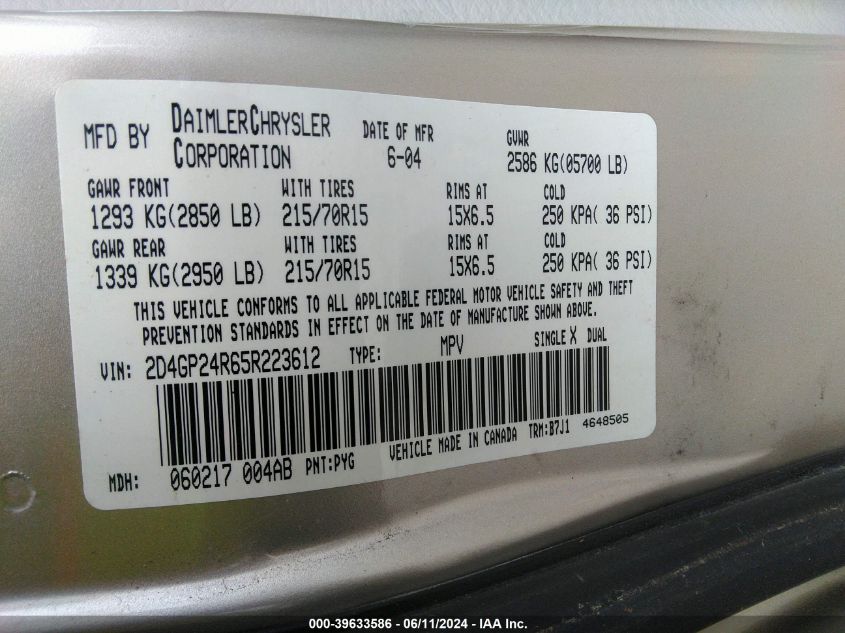 MFD BY DAIMLERCHRYSLER CORPORATION DATE OF MFR 6-04 GVWR 2586 KG(05700 LB)
GAWR FRONT WITH TIRES RIMS AT COLD
1293 KG(2850 LB) 215/70R15 15X6.5 250 KPA( 36 PSI)
GAWR REAR WITH TIRES RIMS AT COLD
1339 KG(2950 LB) 215/70R15 15X6.5 250 KPA( 36 PSI)
THIS VEHICLE CONFORMS TO ALL APPLICABLE FEDERAL MOTOR VEHICLE SAFETY AND THEFT
PREVENTION STANDARDS IN EFFECT ON THE DATE OF MANUFACTURE SHOWN ABOVE.
VIN: 2D4GP24R65R223612 TYPE: MPV SINGLE X DUAL
MDH: 060217 004AB PNT:PYG VEHICLE MADE IN CANADA TRM:B7J1 4648505
000-39633586 - 06/11/2024 - IAA Inc.